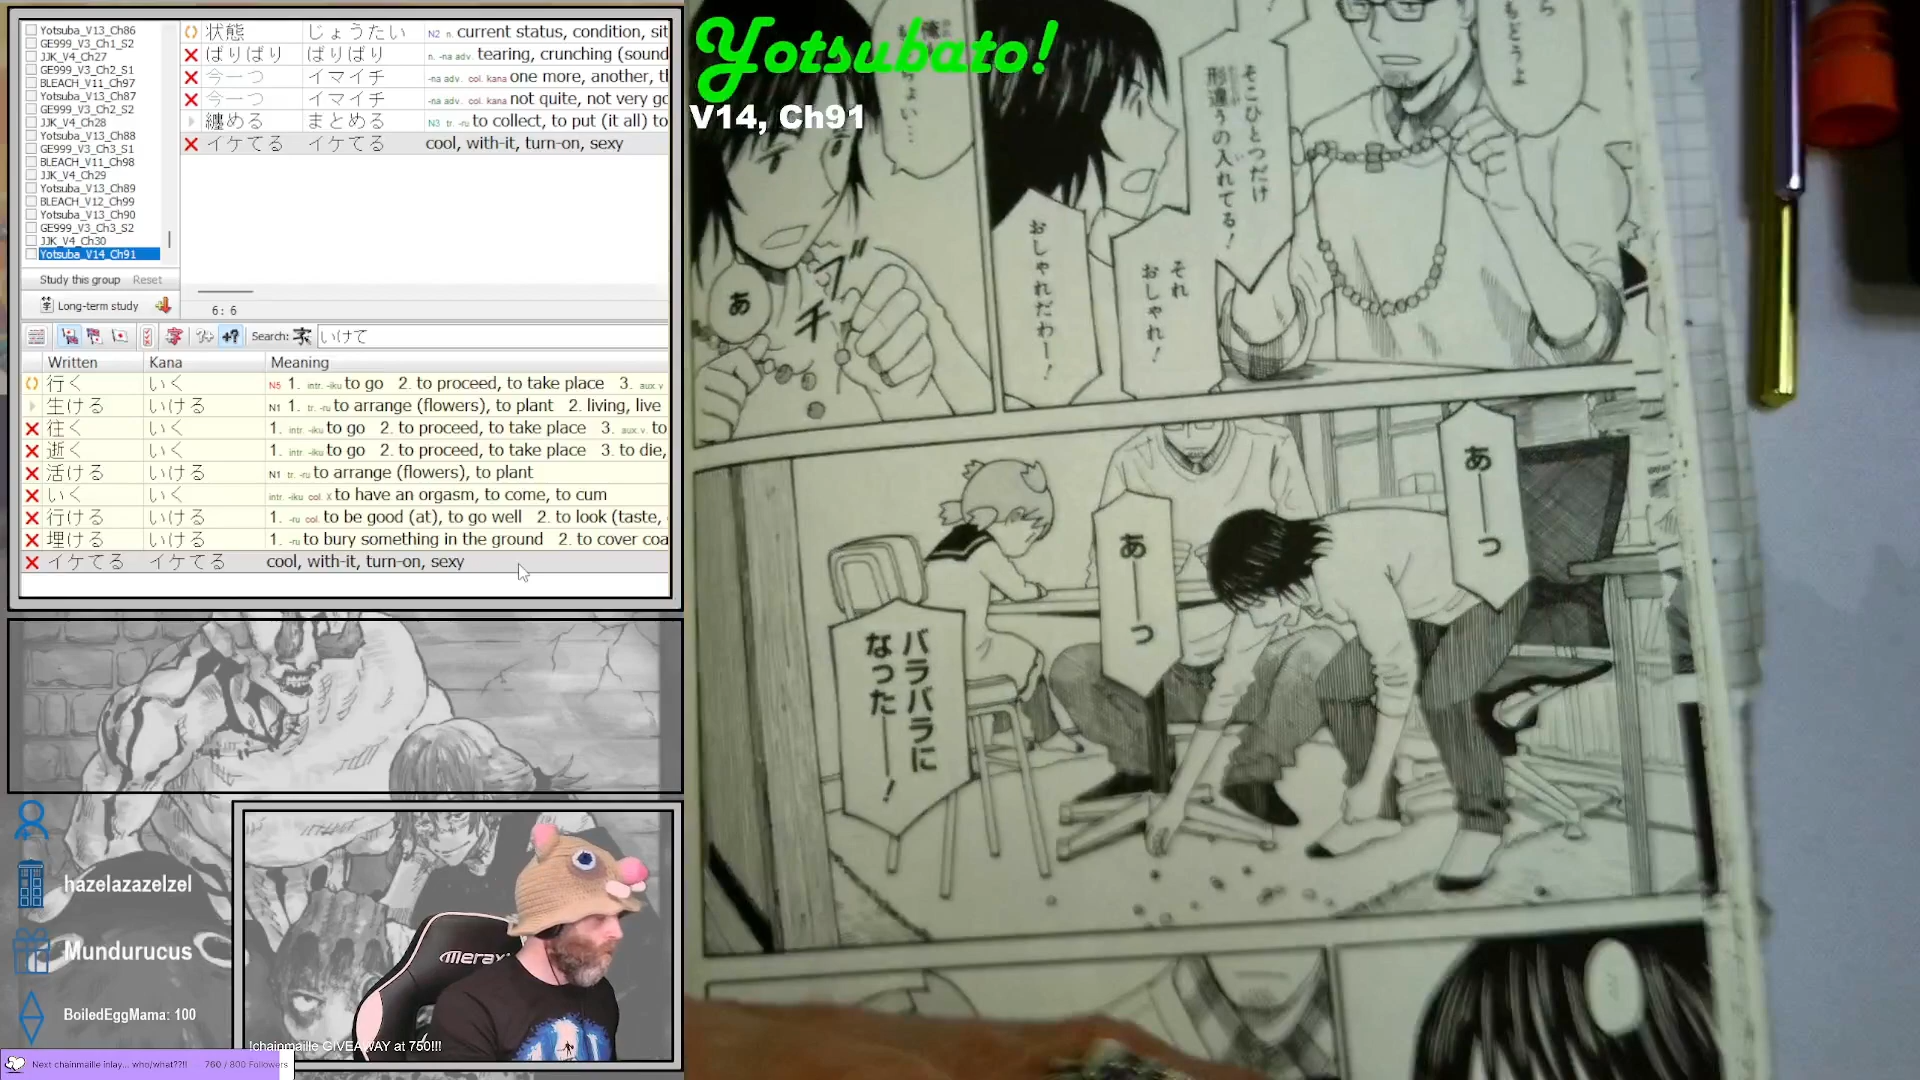 Yotsuba_V13_Ch86
GE999_V3_Ch1_S2
JJK_V4_Ch27
GE999_V3_Ch2_S1
BLEACH_V11_Ch97
Yotsuba_V13_Ch87
GE999_V3_Ch2_S2
JJK_V4_Ch28
Yotsuba_V13_Ch88
GE999_V3_Ch3_S1
BLEACH_V11_Ch98
JJK_V4_Ch29
Yotsuba_V13_Ch89
BLEACH_V12_Ch99
Yotsuba_V13_Ch90
GE999_V3_Ch3_S2
JJK_V4_Ch30
Yotsuba_V14_Ch91
Study this group Reset
Long-term study
状態 じょうたい N2 n. current status, condition, sit
ばりばり ばりばり n. -na adv. tearing, crunching (sound
今一つ イマイチ -na adv. col. kana one more, another, th
今一つ イマイチ -na adv. col. kana not quite, not very go
纏める まとめる N3 tr. -ru to collect, to put (it all) to
イケてる イケてる cool, with-it, turn-on, sexy
6: 6
Search: 字 いけて
Written Kana Meaning
行く いく N5 1. intr. -iku to go 2. to proceed, to take place 3. aux.v
生ける いける N1 1. tr. -ru to arrange (flowers), to plant 2. living, live
往く いく 1. intr. -iku to go 2. to proceed, to take place 3. aux.v. to
逝く いく 1. intr. -iku to go 2. to proceed, to take place 3. to die,
活ける いける N1 tr. -ru to arrange (flowers), to plant
いく いく intr. -iku col. X to have an orgasm, to come, to cum
行ける いける 1. -ru col. to be good (at), to go well 2. to look (taste,
埋ける いける 1. -ru to bury something in the ground 2. to cover coa
イケてる イケてる cool, with-it, turn-on, sexy
hazelazazelzel
Mundurucus
BoiledEggMama: 100
!chainmaille GIVEAWAY at 750!!!
Next chainmaille inlay... who/what??!! 760 / 800 Followers
Yotsubato!
V14, Ch91
もどうよ
そこひとつだけ
形違うの入れてる!
それ
おしゃれ!
おしゃれだわー!
あ
ブチ
あーっ
あーっ
バラバラに
なったーー!